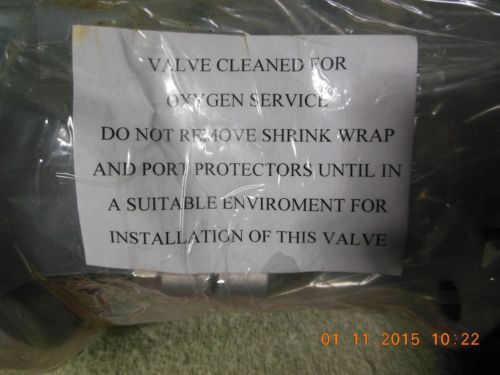 VALVE CLEANED FOR
OXYGEN SERVICE
DO NOT REMOVE SHRINK WRAP
AND PORT PROTECTORS UNTIL IN
A SUITABLE ENVIROMENT FOR
INSTALLATION OF THIS VALVE
01 11 2015 10:22